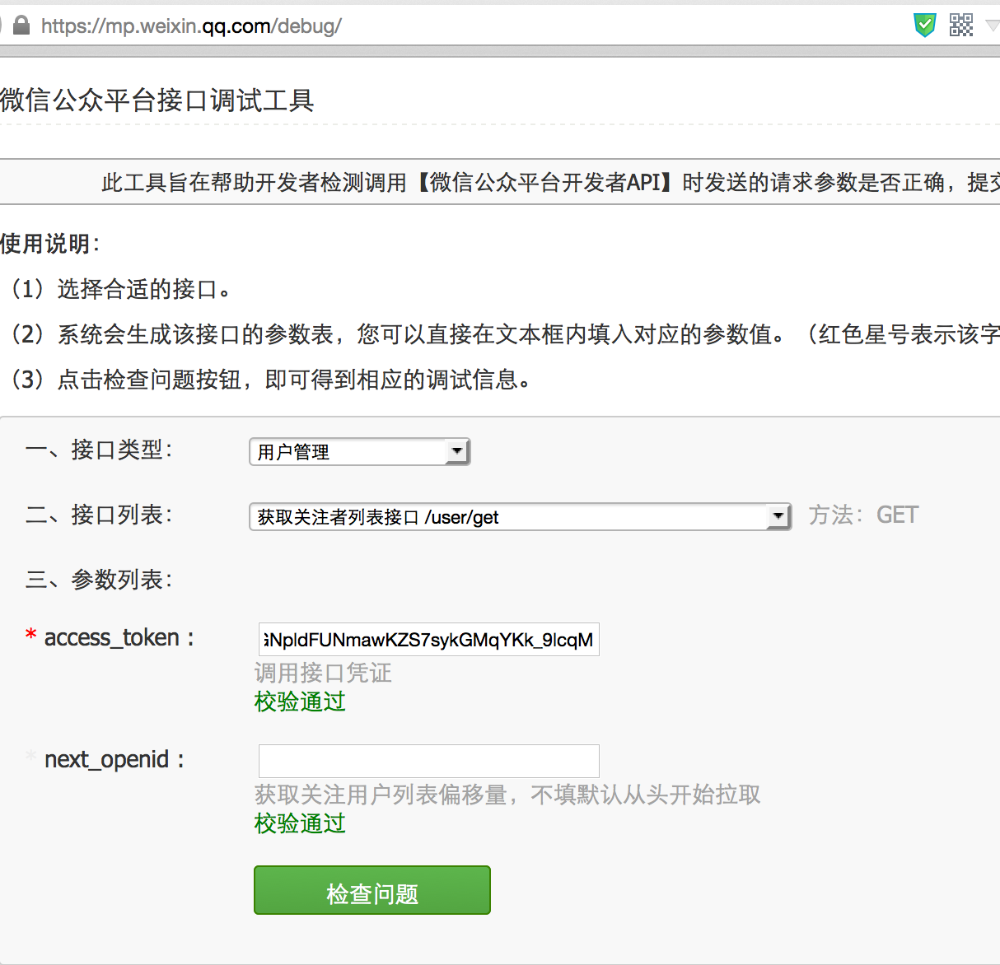 https://mp.weixin.qq.com/debug/
微信公众平台接口调试工具
此工具旨在帮助开发者检测调用【微信公众平台开发者API】时发送的请求参数是否正确，提交
使用说明：
（1）选择合适的接口。
（2）系统会生成该接口的参数表，您可以直接在文本框内填入对应的参数值。（红色星号表示该字
（3）点击检查问题按钮，即可得到相应的调试信息。
一、接口类型： 用户管理
二、接口列表： 获取关注者列表接口 /user/get 方法：GET
三、参数列表：
* access_token： NpldFUNmawKZS7sykGMqYKk_9lcqM
调用接口凭证
校验通过
* next_openid：
获取关注用户列表偏移量，不填默认从头开始拉取
校验通过
检查问题